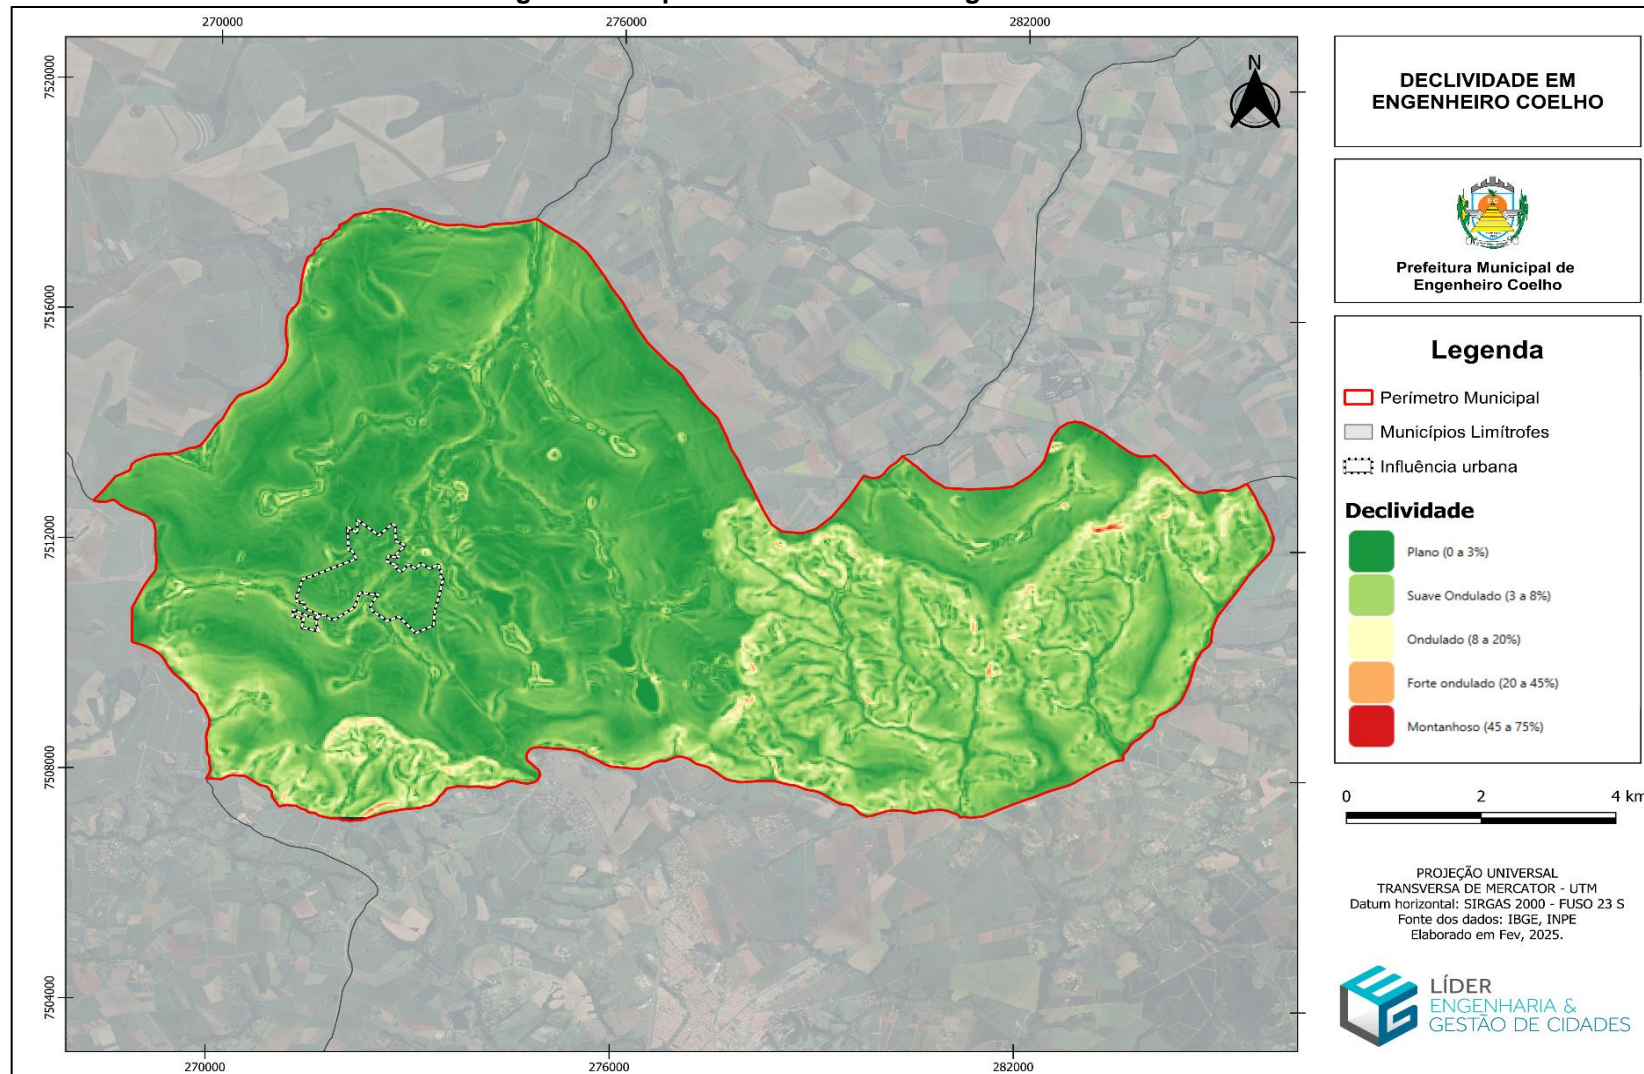 270000
276000
282000
7520000
7516000
7512000
7508000
7504000
N
270000
276000
282000
DECLIVIDADE EM
ENGENHEIRO COELHO
Prefeitura Municipal de
Engenheiro Coelho
Legenda
Perímetro Municipal
Municípios Limítrofes
Influência urbana
Declividade
Plano (0 a 3%)
Suave Ondulado (3 a 8%)
Ondulado (8 a 20%)
Forte ondulado (20 a 45%)
Montanhoso (45 a 75%)
0 2 4 km
PROJEÇÃO UNIVERSAL
TRANSVERSA DE MERCATOR - UTM
Datum horizontal: SIRGAS 2000 - FUSO 23 S
Fonte dos dados: IBGE, INPE
Elaborado em Fev, 2025.
LÍDER
ENGENHARIA &
GESTÃO DE CIDADES